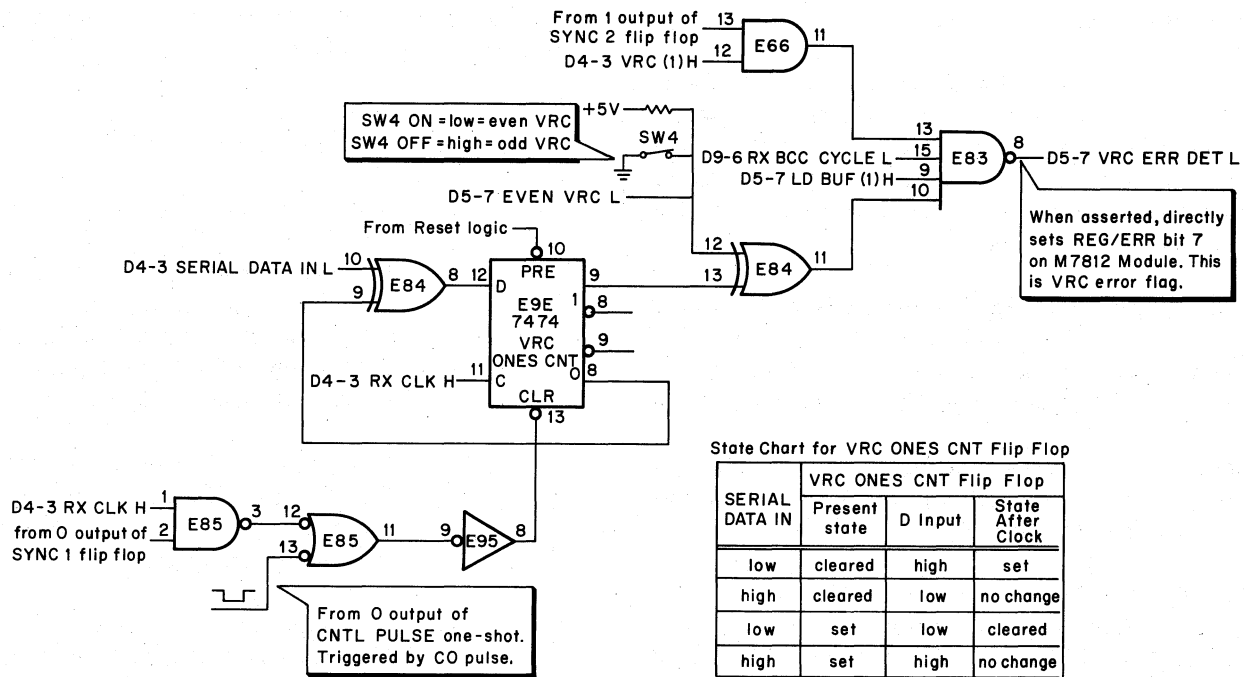 From 1 output of
SYNC 2 flip flop
13
12
E66
11
D4-3 VRC (1) H
SW4 ON = low = even VRC
SW4 OFF = high = odd VRC
+5V
SW4
D9-6 RX BCC CYCLE L
D5-7 LD BUF (1) H
13
15
9
10
E83
8
D5-7 VRC ERR DET L
D5-7 EVEN VRC L
When asserted, directly
sets REG/ERR bit 7
on M7812 Module. This
is VRC error flag.
From Reset logic
10
D4-3 SERIAL DATA IN L
10
9
E84
8
12
D
PRE
E9E
7474
VRC
ONES CNT
1
9
8
9
0
8
D4-3 RX CLK H
11
C
CLR
13
12
13
E84
11
D4-3 RX CLK H
from 0 output of
SYNC 1 flip flop
1
2
E85
3
12
13
E85
11
9
E95
8
From 0 output of
CNTL PULSE one-shot.
Triggered by CO pulse.
State Chart for VRC ONES CNT Flip Flop
SERIAL DATA IN
VRC ONES CNT Flip Flop
Present state
D Input
State After Clock
low cleared high set
high cleared low no change
low set low cleared
high set high no change